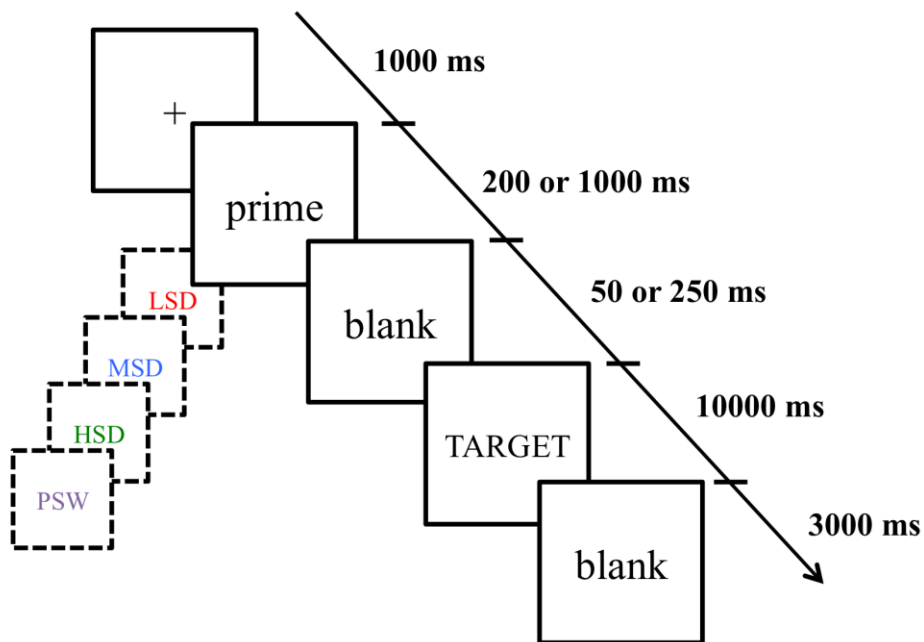 1000 ms
+
200 or 1000 ms
prime
50 or 250 ms
LSD
blank
MSD
10000 ms
HSD
TARGET
PSW
3000 ms
blank